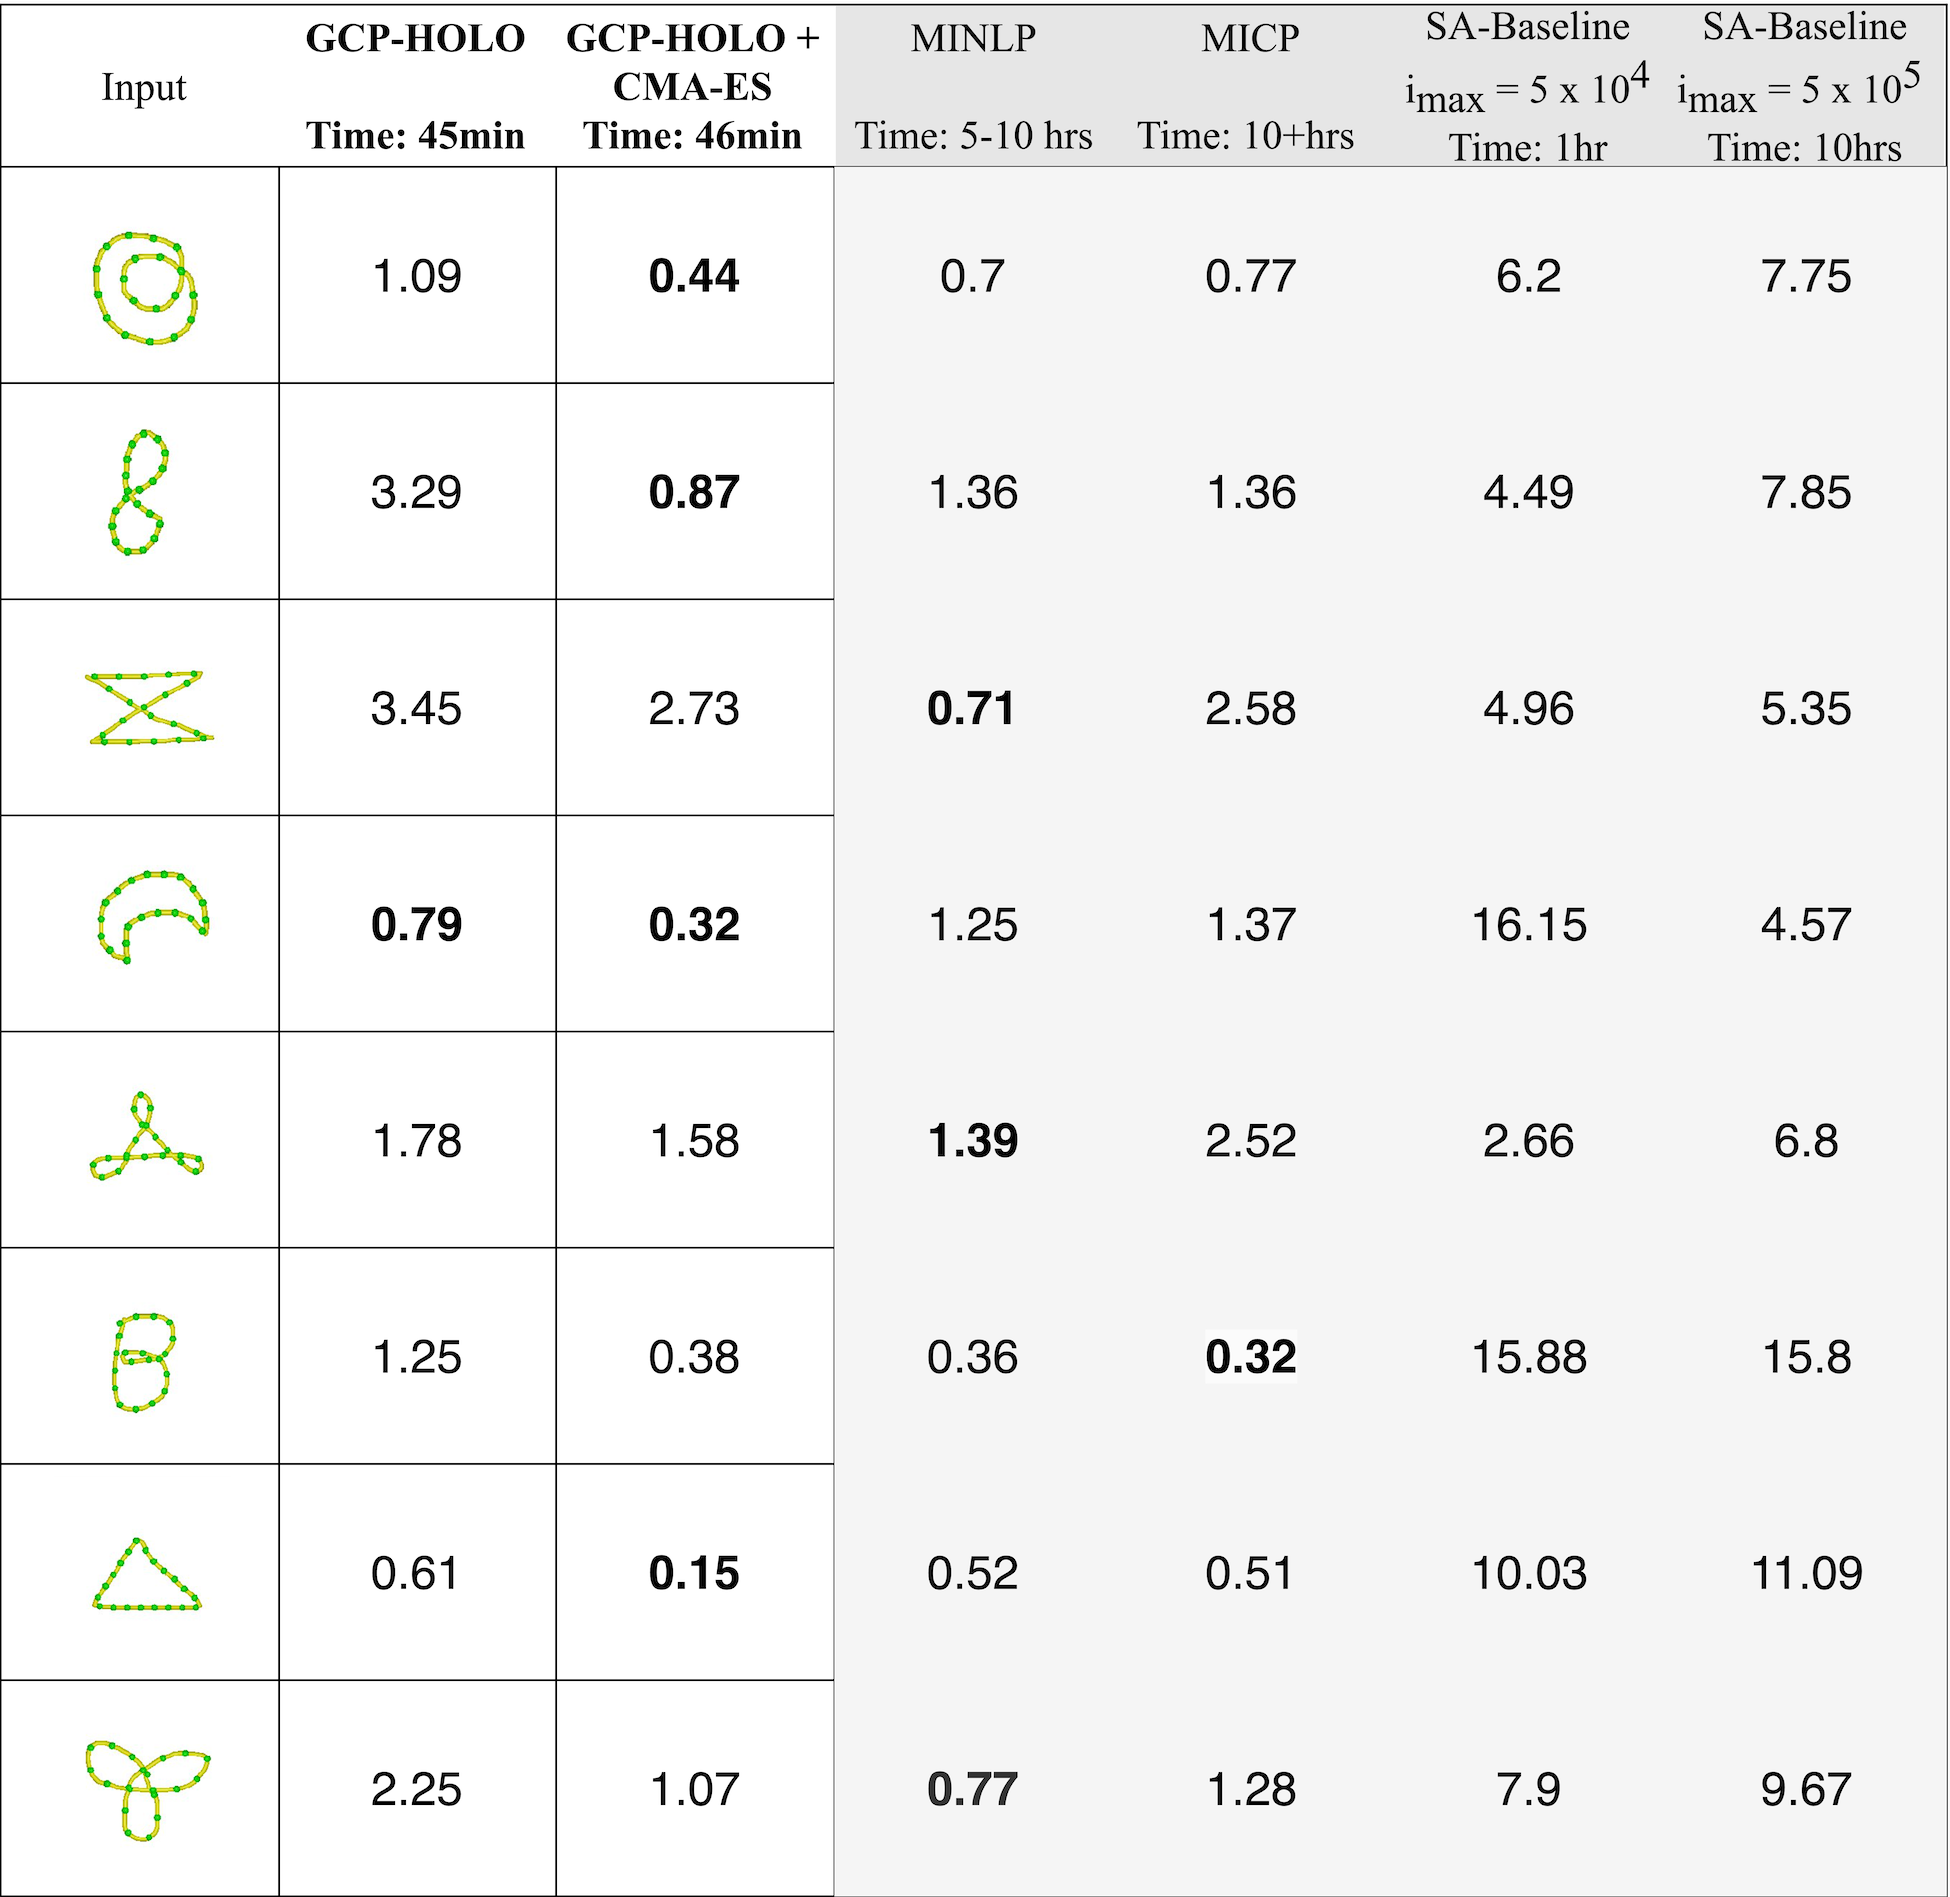 Input
GCP-HOLO
Time: 45min
GCP-HOLO +
CMA-ES
Time: 46min
MINLP
Time: 5-10 hrs
MICP
Time: 10+hrs
SA-Baseline
imax = 5 x 10^4
Time: 1hr
SA-Baseline
imax = 5 x 10^5
Time: 10hrs
1.09 0.44 0.7 0.77 6.2 7.75
3.29 0.87 1.36 1.36 4.49 7.85
3.45 2.73 0.71 2.58 4.96 5.35
0.79 0.32 1.25 1.37 16.15 4.57
1.78 1.58 1.39 2.52 2.66 6.8
1.25 0.38 0.36 0.32 15.88 15.8
0.61 0.15 0.52 0.51 10.03 11.09
2.25 1.07 0.77 1.28 7.9 9.67